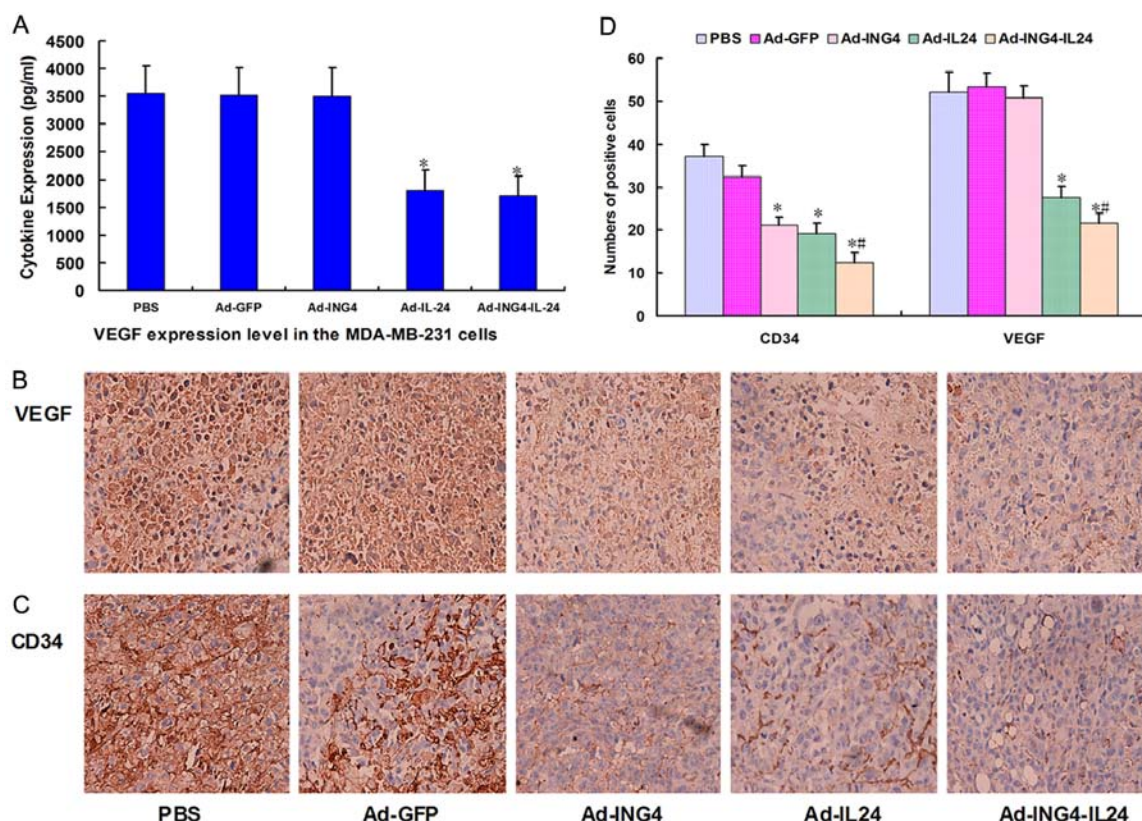 A
Cytokine Expression (pg/ml)
4500
4000
3500
3000
2500
2000
1500
1000
500
0
*
*
PBS Ad-GFP Ad-ING4 Ad-IL-24 Ad-ING4-IL-24
VEGF expression level in the MDA-MB-231 cells
D
PBS Ad-GFP Ad-ING4 Ad-IL24 Ad-ING4-IL24
Numbers of positive cells
60
50
40
30
20
10
0
*
*
*#
*
*#
CD34 VEGF
B
VEGF
C
CD34
PBS Ad-GFP Ad-ING4 Ad-IL24 Ad-ING4-IL24